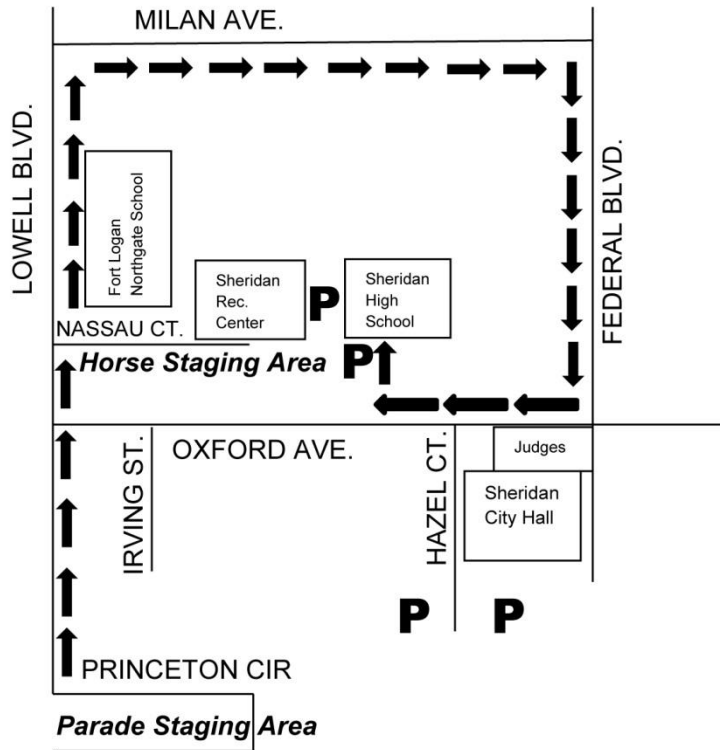 MILAN AVE.
LOWELL BLVD.
FEDERAL BLVD.
Fort Logan
Northgate School
Sheridan
Rec.
Center
P
Sheridan
High
School
NASSAU CT.
Horse Staging Area
P
IRVING ST.
OXFORD AVE.
HAZEL CT.
Judges
Sheridan
City Hall
P
P
PRINCETON CIR
Parade Staging Area